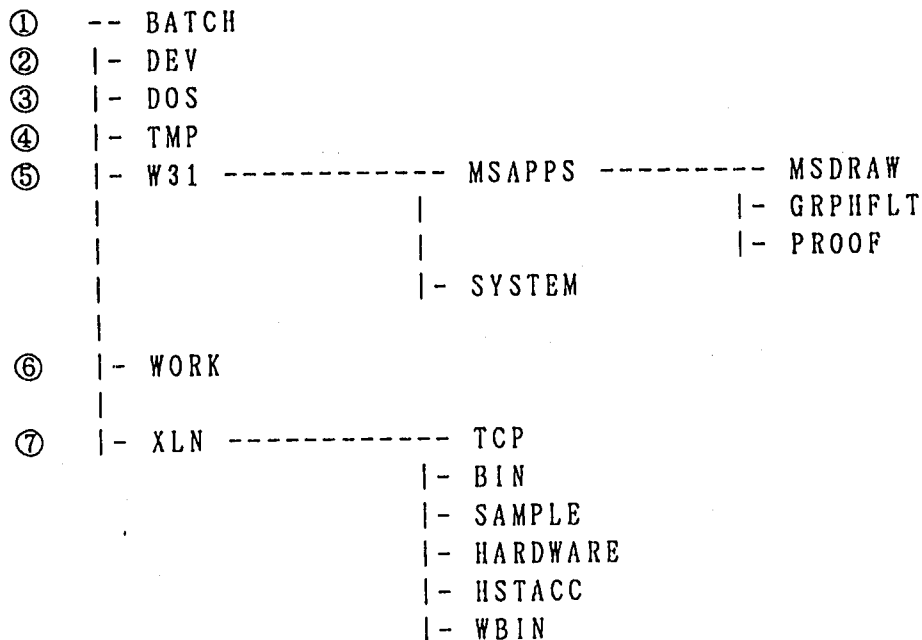 ① -- BATCH
② |- DEV
③ |- DOS
④ |- TMP
⑤ |- W31 ------------ MSAPPS --------- MSDRAW
| | |- GRPHFLT
| | |- PROOF
| |- SYSTEM
|
⑥ |- WORK
|
⑦ |- XLN ------------ TCP
|- BIN
|- SAMPLE
|- HARDWARE
|- HSTACC
|- WBIN